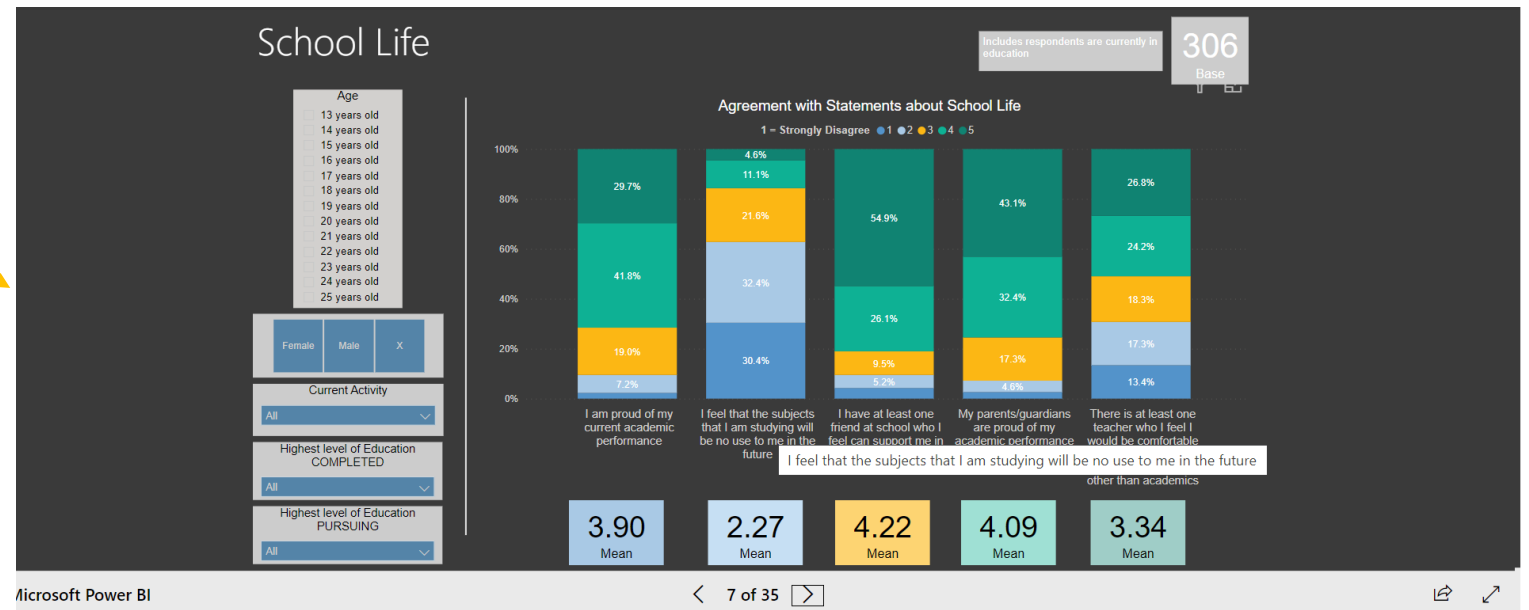 School Life
Includes respondents are currently in
education
306
Base
Age
13 years old
14 years old
15 years old
16 years old
17 years old
18 years old
19 years old
20 years old
21 years old
22 years old
23 years old
24 years old
25 years old
Female Male X
Current Activity
All
Highest level of Education
COMPLETED
All
Highest level of Education
PURSUING
All
Agreement with Statements about School Life
1 = Strongly Disagree 1 2 3 4 5
100%
80%
60%
40%
20%
0%
29.7%
41.8%
19.0%
7.2%
4.6%
11.1%
21.6%
32.4%
30.4%
54.9%
26.1%
9.5%
5.2%
43.1%
32.4%
17.3%
4.6%
26.8%
24.2%
18.3%
17.3%
13.4%
I am proud of my
current academic
performance
I feel that the subjects
that I am studying will
be no use to me in the
future
I have at least one
friend at school who I
feel can support me in
My parents/guardians
are proud of my
academic performance
There is at least one
teacher who I feel I
would be comfortable
other than academics
I feel that the subjects that I am studying will be no use to me in the future
3.90
Mean
2.27
Mean
4.22
Mean
4.09
Mean
3.34
Mean
Microsoft Power BI
7 of 35